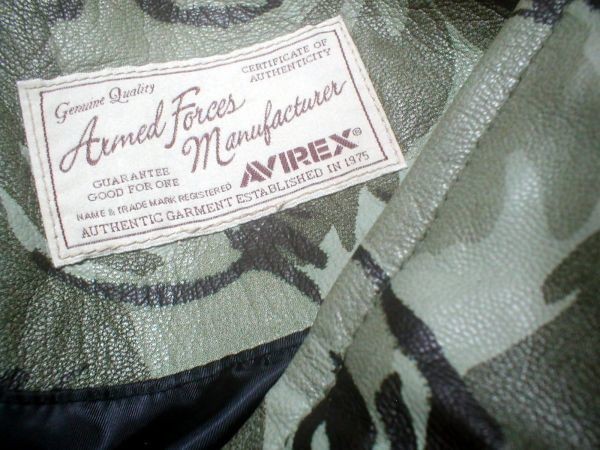 CERTIFICATE OF
AUTHENTICITY
Genuine Quality
Armed Forces
Manufacturer
GUARANTEE
GOOD FOR ONE
AVIREX®
NAME & TRADE MARK REGISTERED
AUTHENTIC GARMENT ESTABLISHED IN 1975